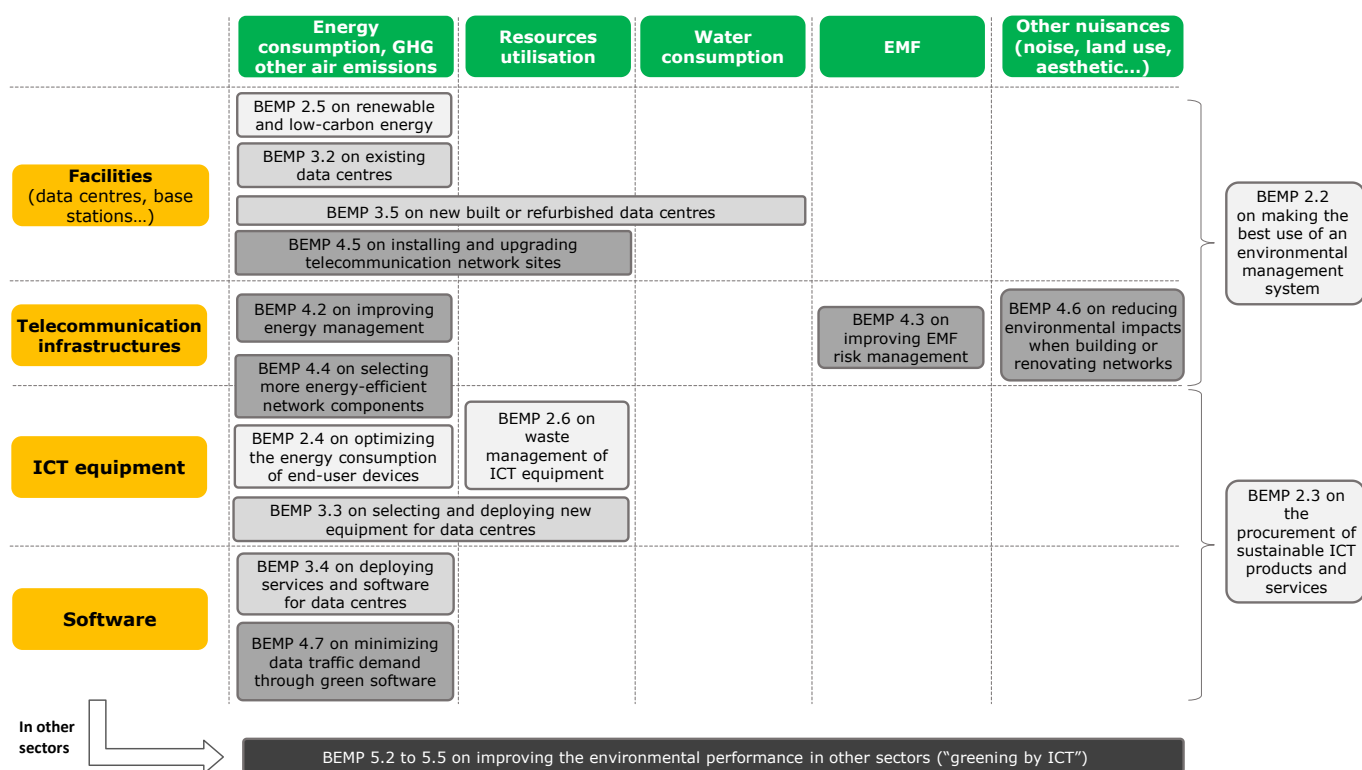 Energy
consumption, GHG
other air emissions
Resources
utilisation
Water
consumption
EMF
Other nuisances
(noise, land use,
aesthetic...)
Facilities
(data centres, base
stations...)
BEMP 2.5 on renewable
and low-carbon energy
BEMP 3.2 on existing
data centres
BEMP 3.5 on new built or refurbished data centres
BEMP 4.5 on installing and upgrading
telecommunication network sites
BEMP 2.2
on making the
best use of an
environmental
management
system
Telecommunication
infrastructures
BEMP 4.2 on improving
energy management
BEMP 4.3 on
improving EMF
risk management
BEMP 4.6 on reducing
environmental impacts
when building or
renovating networks
BEMP 4.4 on selecting
more energy-efficient
network components
ICT equipment
BEMP 2.4 on optimizing
the energy consumption
of end-user devices
BEMP 2.6 on
waste
management of
ICT equipment
BEMP 3.3 on selecting and deploying new
equipment for data centres
BEMP 2.3 on
the
procurement of
sustainable ICT
products and
services
Software
BEMP 3.4 on deploying
services and software
for data centres
BEMP 4.7 on minimizing
data traffic demand
through green software
In other
sectors
BEMP 5.2 to 5.5 on improving the environmental performance in other sectors (“greening by ICT”)